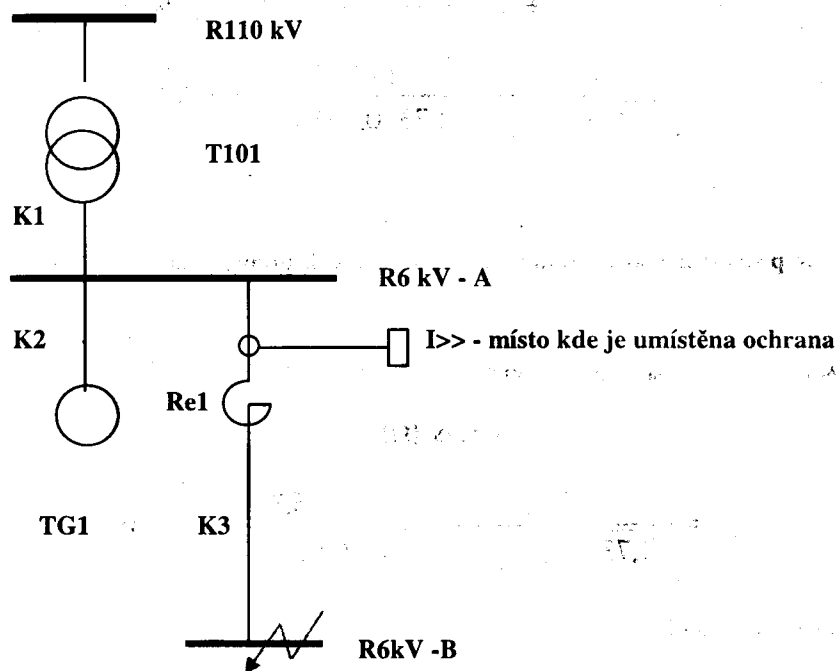 R110 kV
T101
K1
R6 kV - A
K2
I>> - místo kde je umístěna ochrana
Re1
TG1
K3
R6kV -B